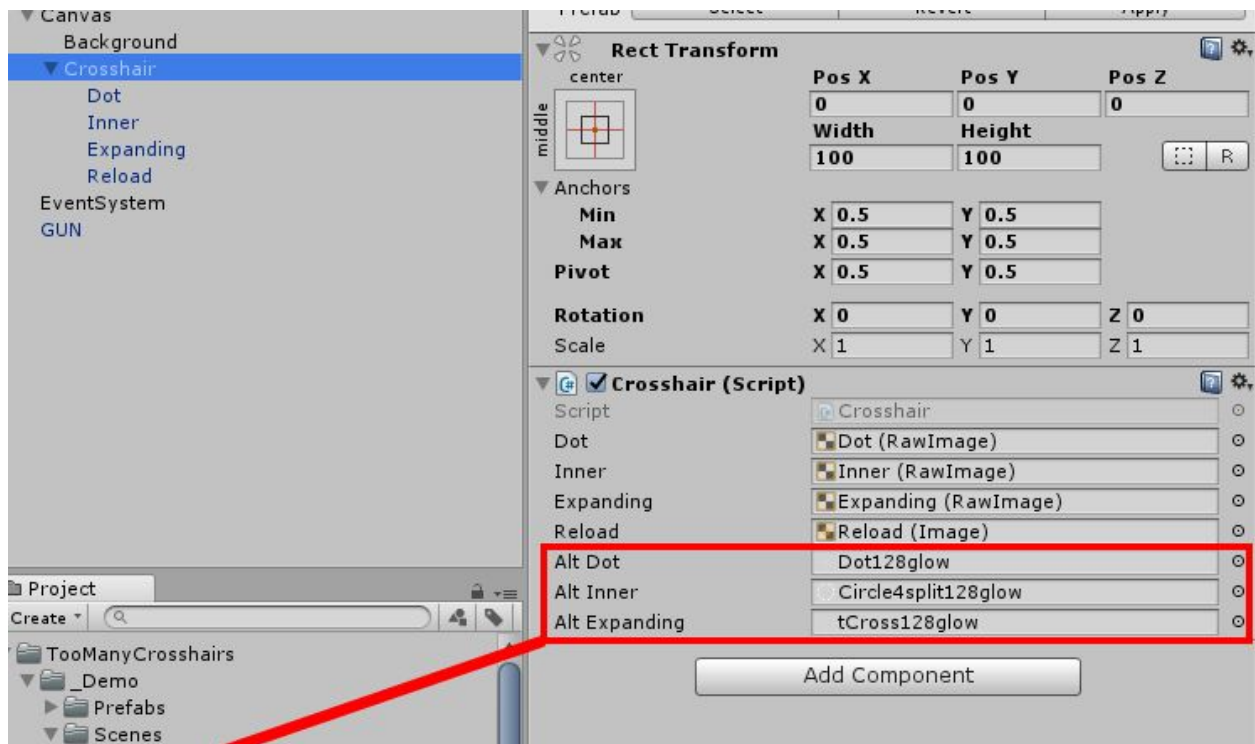 Canvas
Background
Crosshair
Dot
Inner
Expanding
Reload
EventSystem
GUN
Project
Create
TooManyCrosshairs
_Demo
Prefabs
Scenes
Prefab Select Revert Apply
Rect Transform
center
middle
Pos X Pos Y Pos Z
0 0 0
Width Height
100 100
R
Anchors
Min X 0.5 Y 0.5
Max X 0.5 Y 0.5
Pivot X 0.5 Y 0.5
Rotation X 0 Y 0 Z 0
Scale X 1 Y 1 Z 1
Crosshair (Script)
Script Crosshair
Dot Dot (RawImage)
Inner Inner (RawImage)
Expanding Expanding (RawImage)
Reload Reload (Image)
Alt Dot Dot128glow
Alt Inner Circle4split128glow
Alt Expanding tCross128glow
Add Component